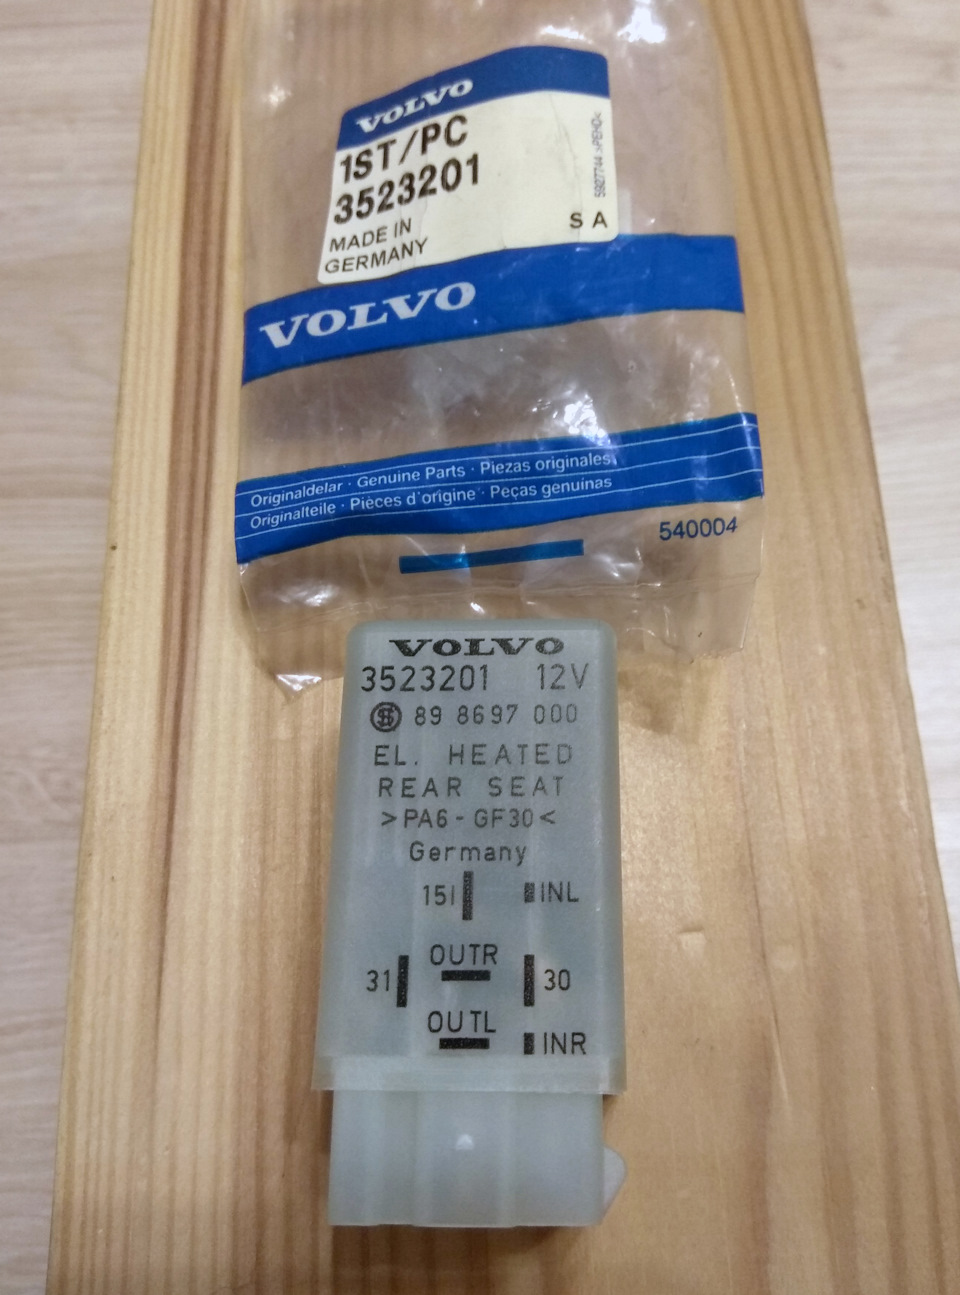 VOLVO
1ST/PC
3523201
MADE IN
GERMANY
S A
5927744 >PEHD<
VOLVO
Originaldelar · Genuine Parts · Piezas originales
Originalteile · Pièces d'origine · Peças genuínas
540004
VOLVO
3523201 12V
89 8697 000
EL. HEATED
REAR SEAT
>PA6-GF30<
Germany
15I INL
OUTR
31 30
OUTL
INR